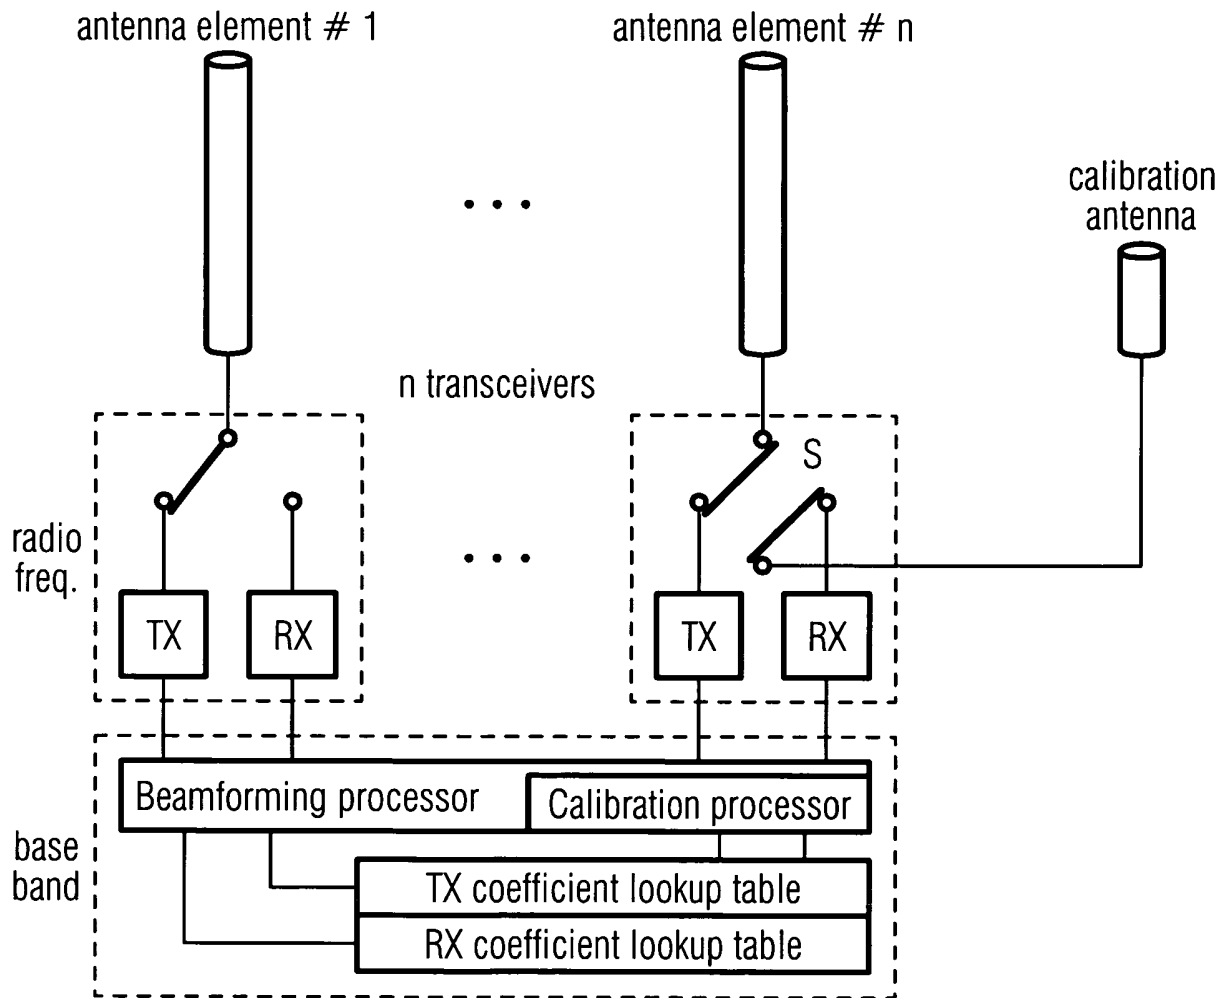 antenna element # 1
antenna element # n
calibration
antenna
n transceivers
S
radio
freq.
TX
RX
TX
RX
Beamforming processor
Calibration processor
base
band
TX coefficient lookup table
RX coefficient lookup table